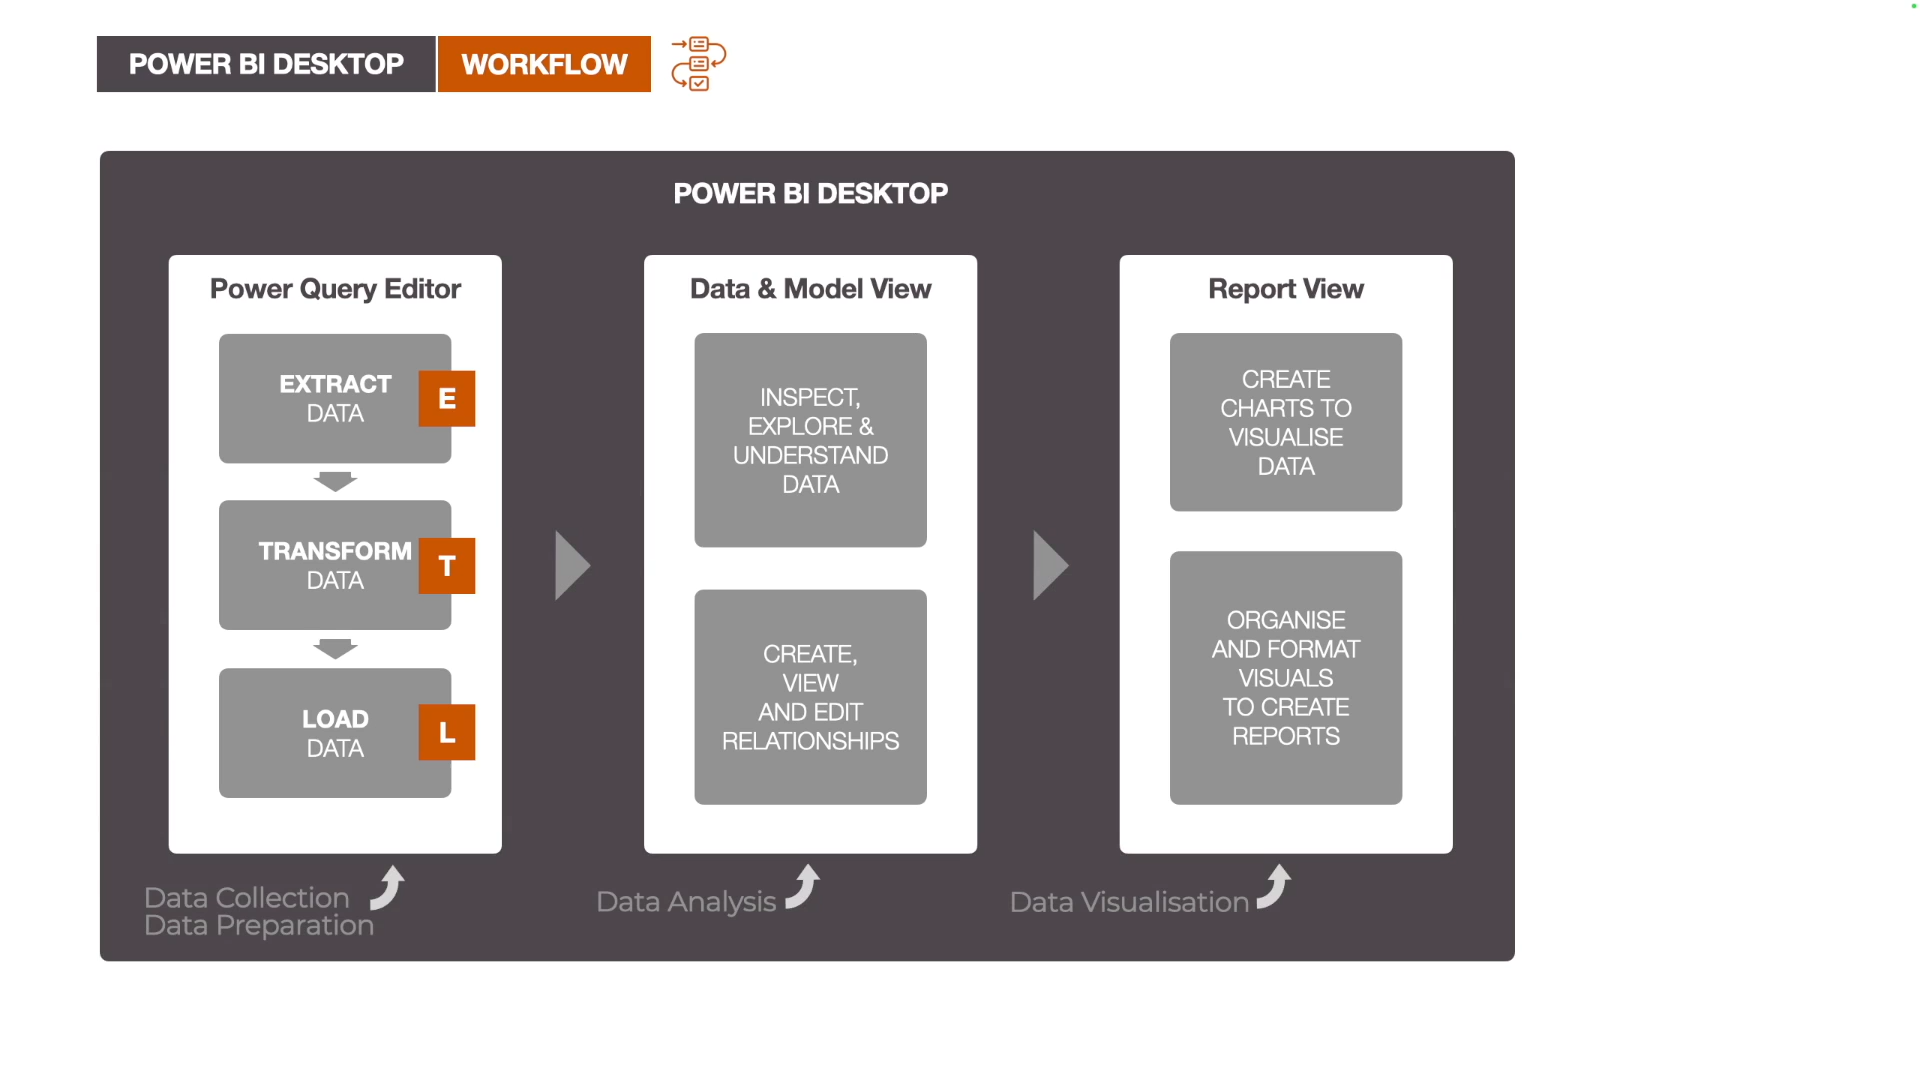 POWER BI DESKTOP WORKFLOW
POWER BI DESKTOP
Power Query Editor
EXTRACT
DATA
E
TRANSFORM
DATA
T
LOAD
DATA
L
Data Collection
Data Preparation
Data & Model View
INSPECT,
EXPLORE &
UNDERSTAND
DATA
CREATE,
VIEW
AND EDIT
RELATIONSHIPS
Data Analysis
Report View
CREATE
CHARTS TO
VISUALISE
DATA
ORGANISE
AND FORMAT
VISUALS
TO CREATE
REPORTS
Data Visualisation